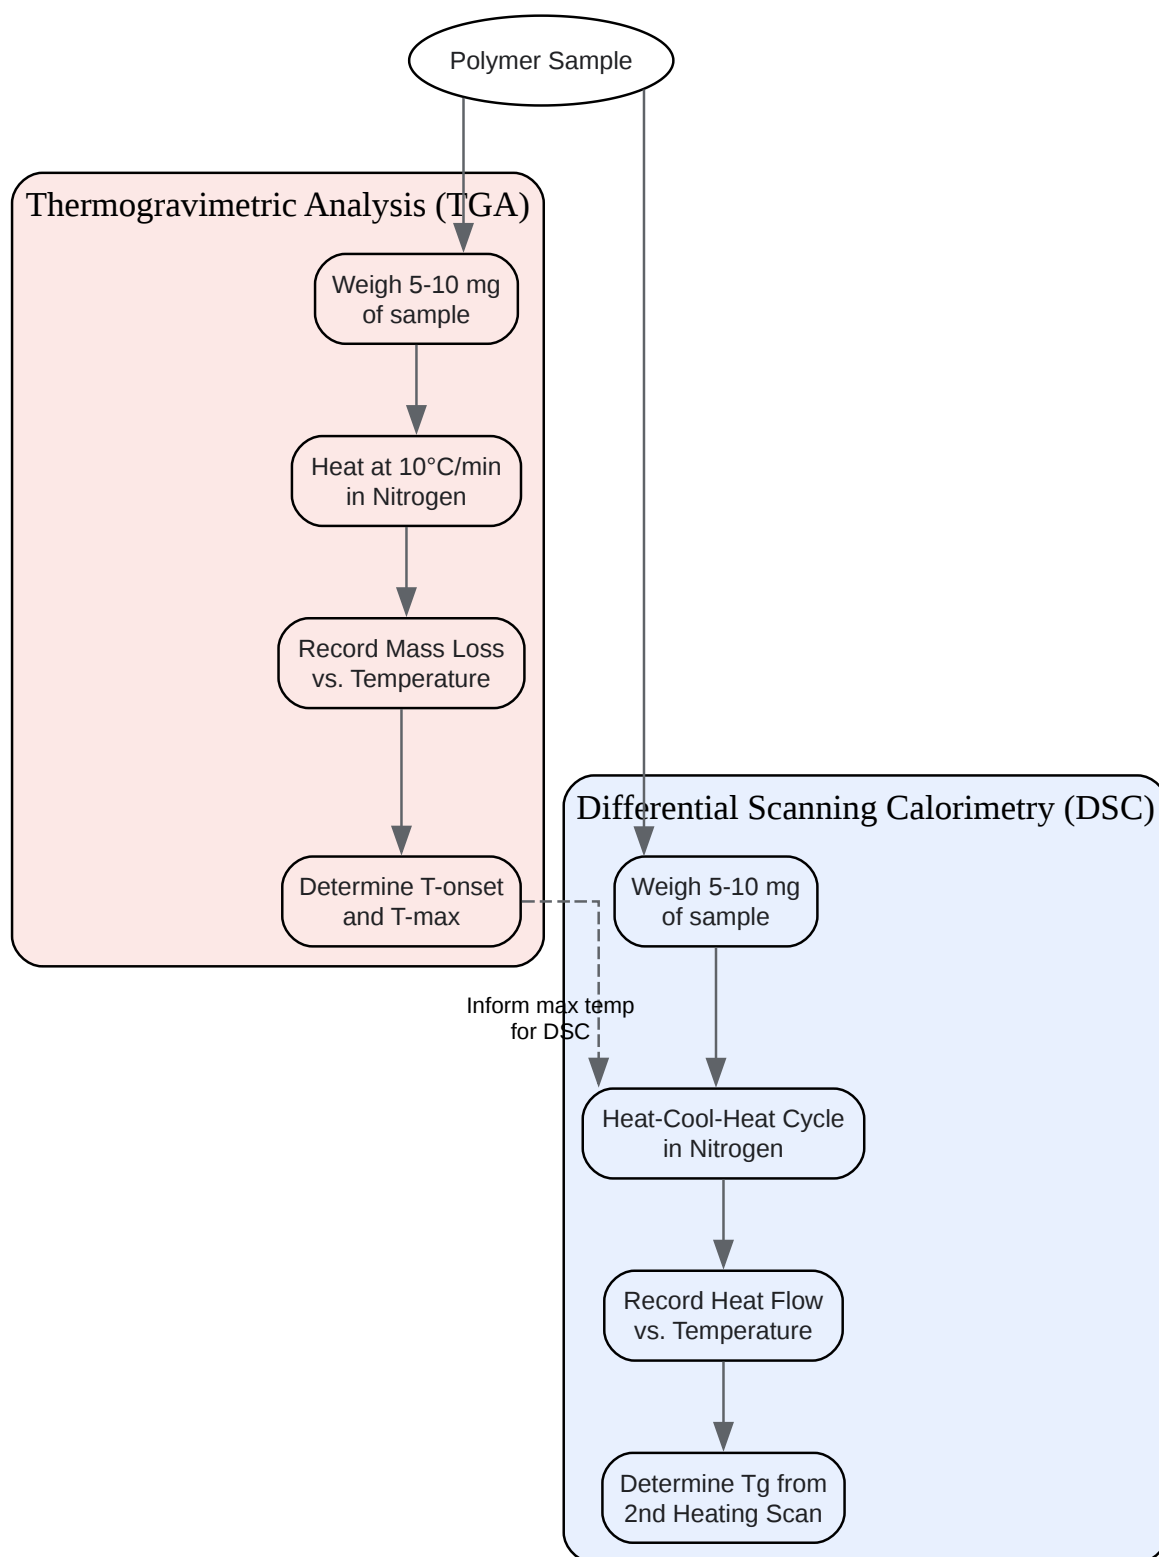 Polymer Sample
Thermogravimetric Analysis (TGA)
Weigh 5-10 mg
of sample
Heat at 10°C/min
in Nitrogen
Record Mass Loss
vs. Temperature
Determine T-onset
and T-max
Inform max temp
for DSC
Differential Scanning Calorimetry (DSC)
Weigh 5-10 mg
of sample
Heat-Cool-Heat Cycle
in Nitrogen
Record Heat Flow
vs. Temperature
Determine Tg from
2nd Heating Scan